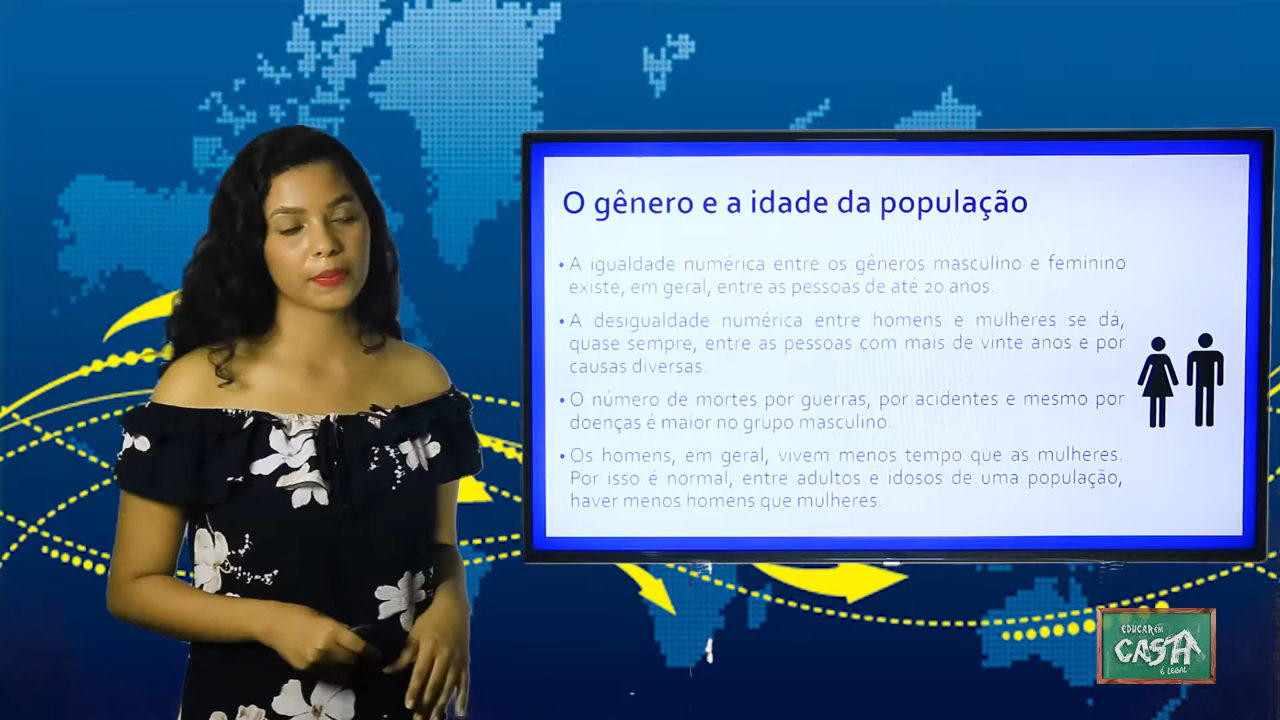 O gênero e a idade da população
• A igualdade numérica entre os gêneros masculino e feminino
existe, em geral, entre as pessoas de até 20 anos.
• A desigualdade numérica entre homens e mulheres se dá,
quase sempre, entre as pessoas com mais de vinte anos e por
causas diversas.
• O número de mortes por guerras, por acidentes e mesmo por
doenças é maior no grupo masculino.
• Os homens, em geral, vivem menos tempo que as mulheres.
Por isso é normal, entre adultos e idosos de uma população,
haver menos homens que mulheres.
EDUCAR EM
CASA
É LEGAL